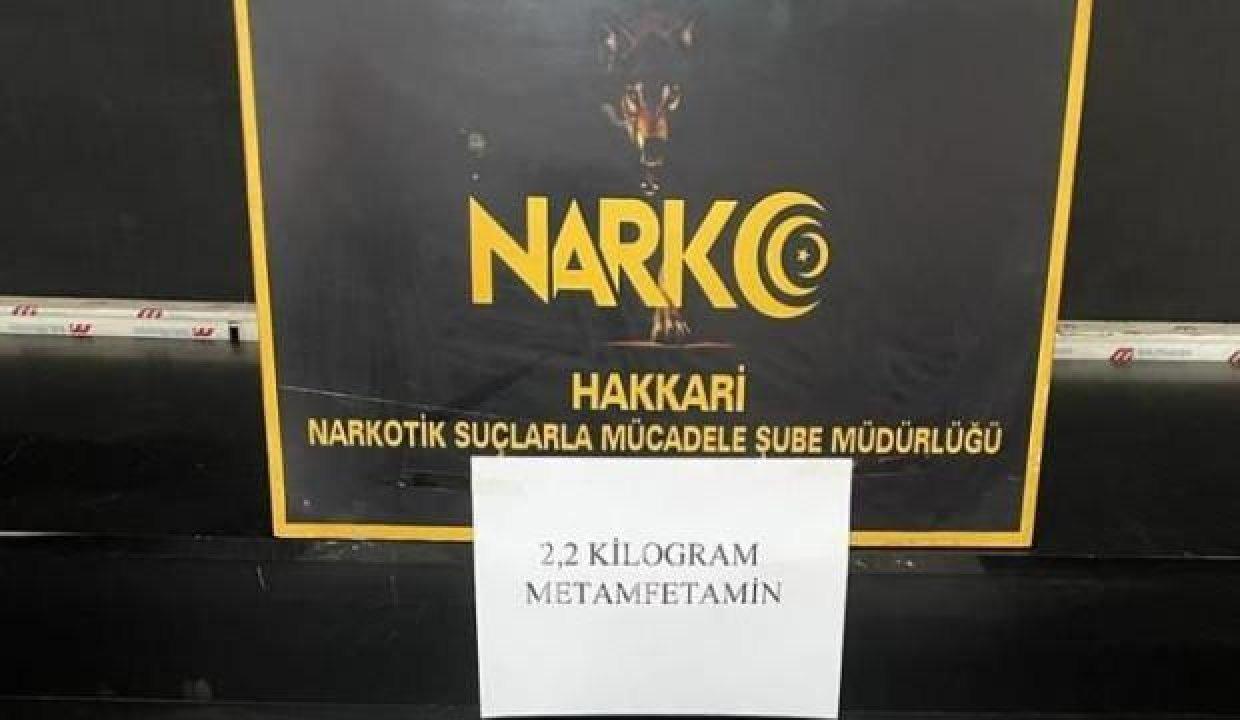 NARKO
HAKKARİ
NARKOTİK SUÇLARLA MÜCADELE ŞUBE MÜDÜRLÜĞÜ
2,2 KİLOGRAM
METAMFETAMİN